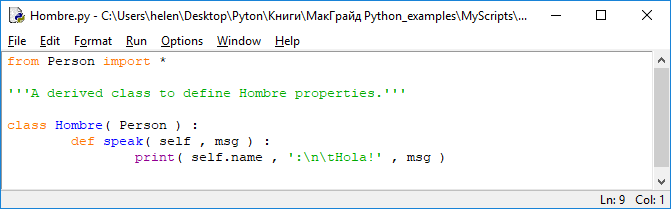 Hombre.py - C:\Users\helen\Desktop\Pyton\Книги\МакГрайд Python_examples\MyScripts\...
File Edit Format Run Options Window Help
from Person import *
'''A derived class to define Hombre properties.'''
class Hombre( Person ) :
def speak( self , msg ) :
print( self.name , ':\n\tHola!' , msg )
Ln: 9 Col: 1